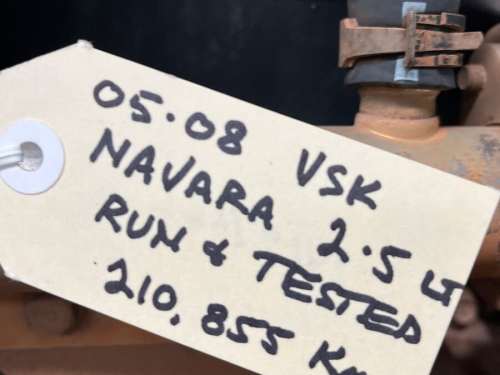 05.08 VSK
NAVARA 2.5 LT
RUN & TESTED
210,855 KM